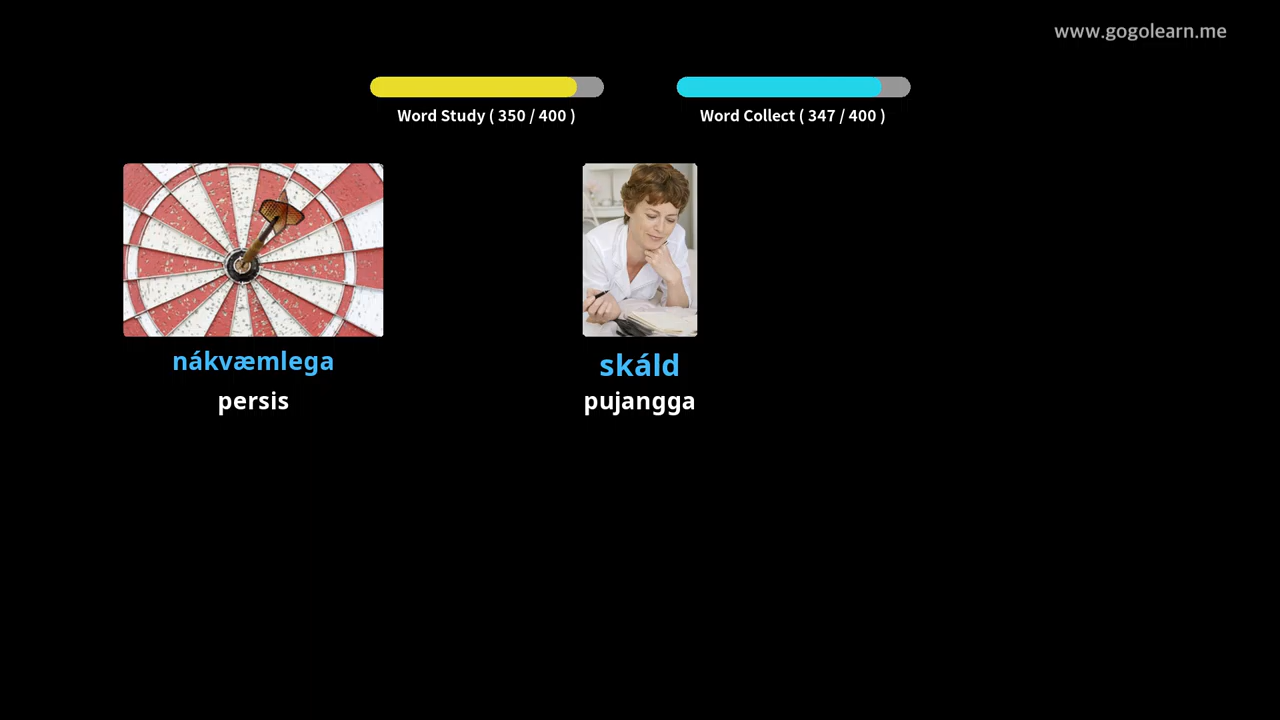 www.gogolearn.me
Word Study ( 350 / 400 )
Word Collect ( 347 / 400 )
nákvæmlega
persis
skáld
pujangga